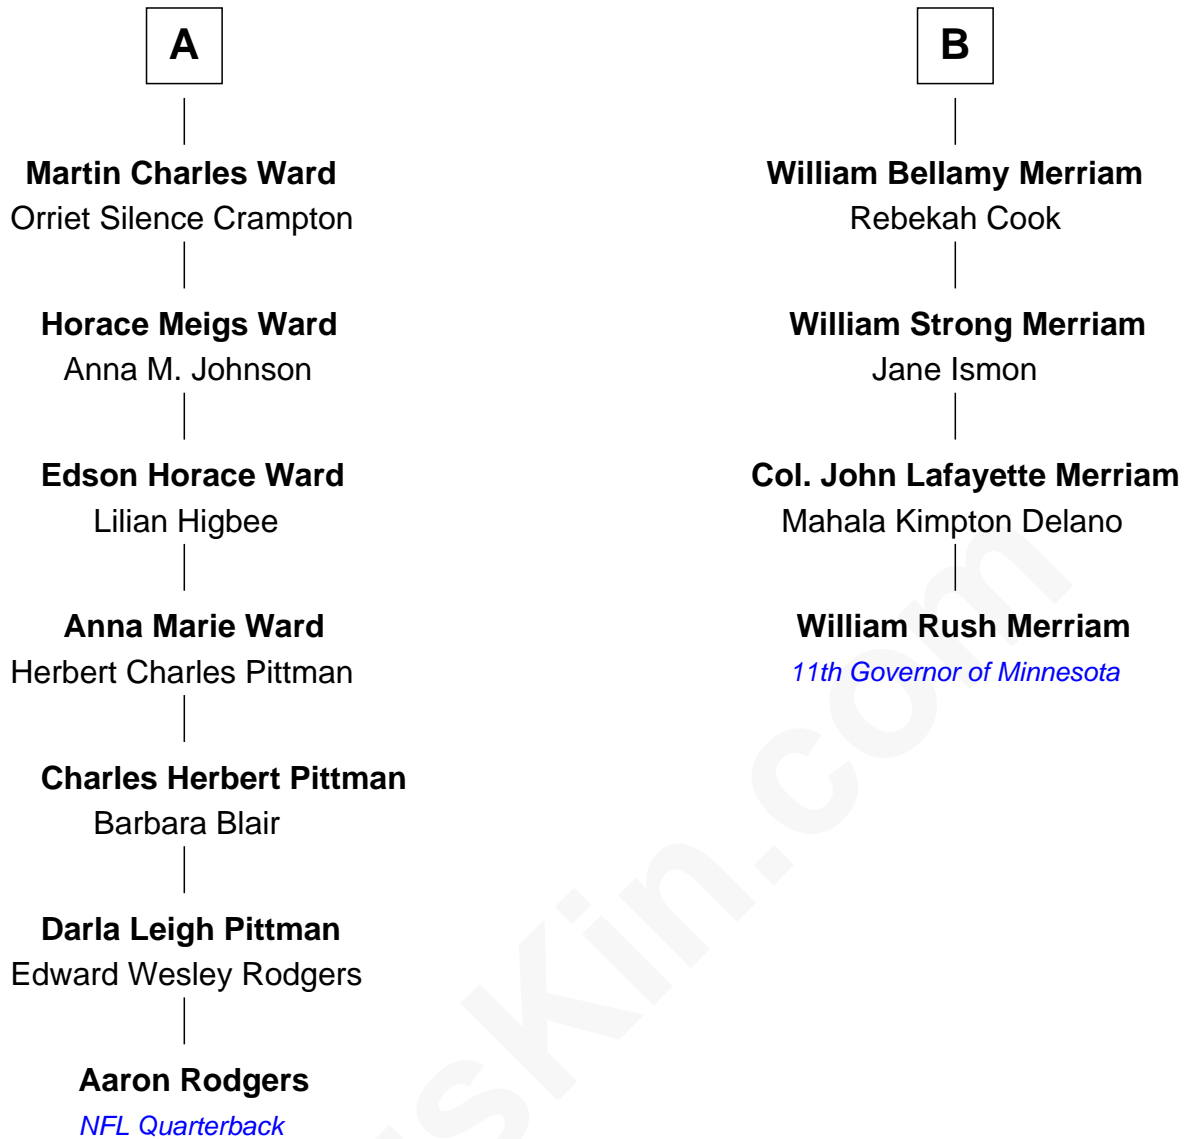 A
Martin Charles Ward
Orriet Silence Crampton
Horace Meigs Ward
Anna M. Johnson
Edson Horace Ward
Lilian Higbee
Anna Marie Ward
Herbert Charles Pittman
Charles Herbert Pittman
Barbara Blair
Darla Leigh Pittman
Edward Wesley Rodgers
Aaron Rodgers
NFL Quarterback
B
William Bellamy Merriam
Rebekah Cook
William Strong Merriam
Jane Ismon
Col. John Lafayette Merriam
Mahala Kimpton Delano
William Rush Merriam
11th Governor of Minnesota
usKin.com